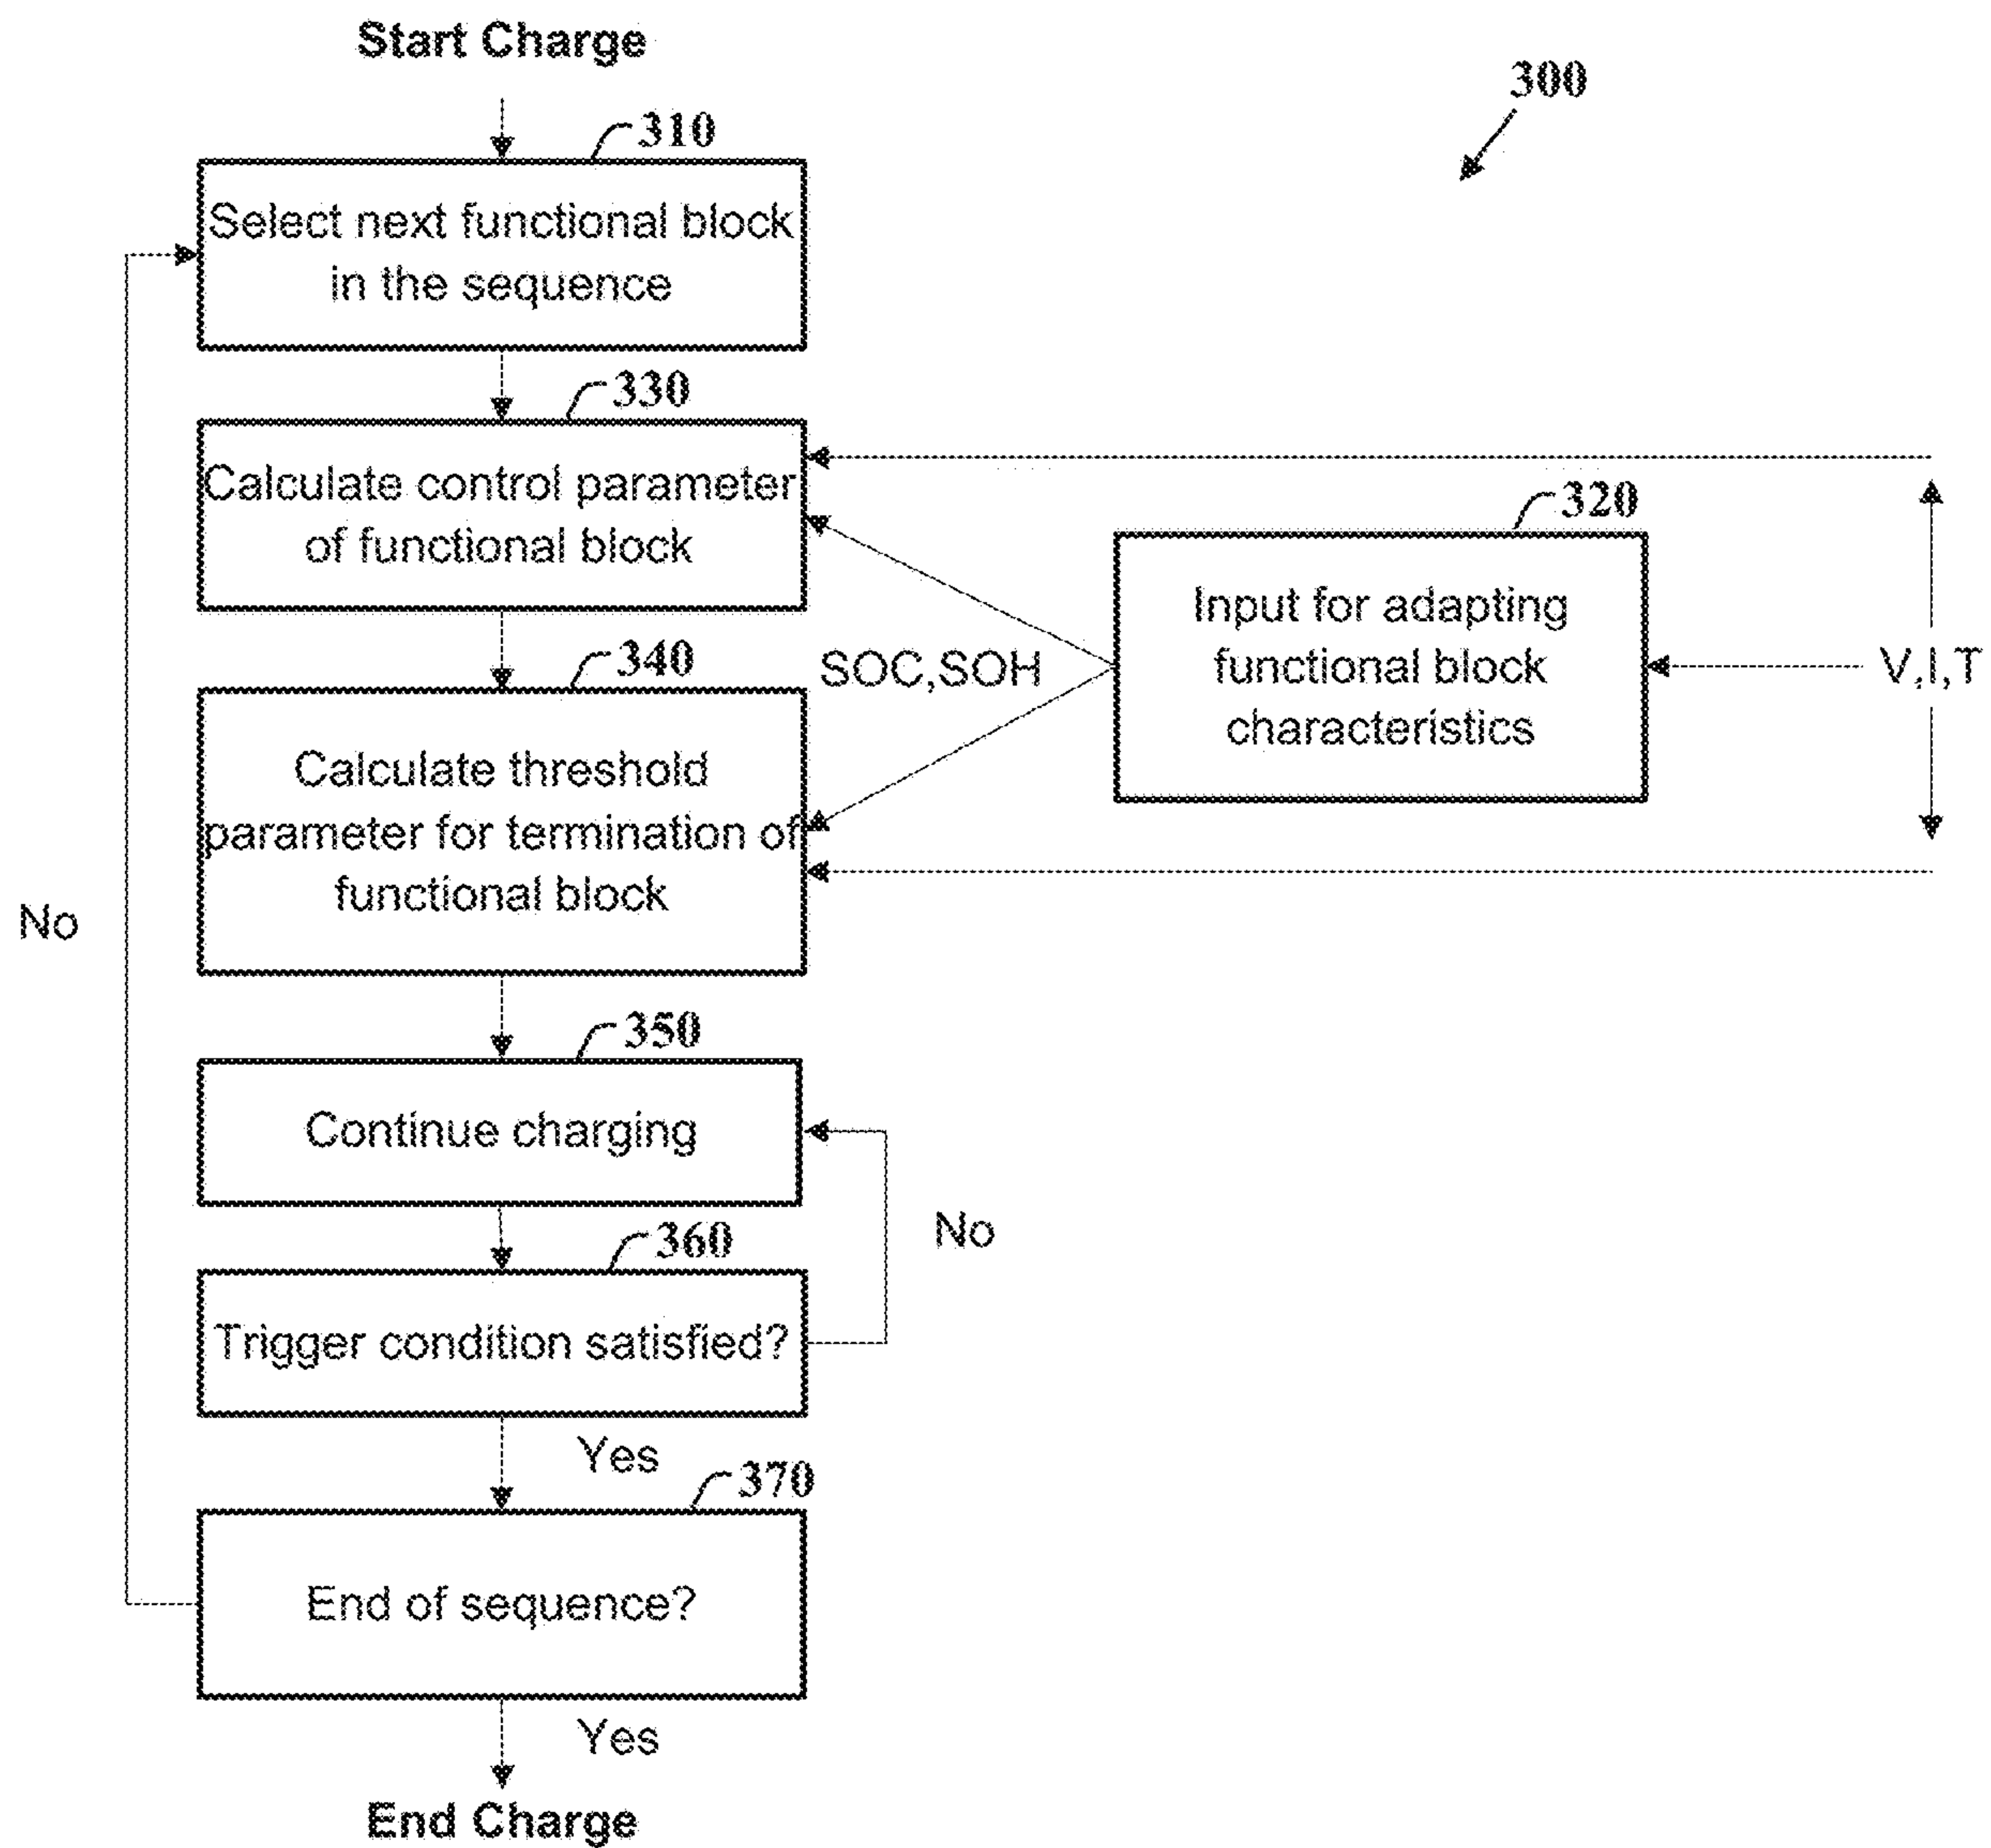 Start Charge
300
310
Select next functional block
in the sequence
330
Calculate control parameter
of functional block
320
Input for adapting
functional block
characteristics
SOC,SOH
V,I,T
340
Calculate threshold
parameter for termination of
functional block
No
350
Continue charging
No
360
Trigger condition satisfied?
Yes
370
End of sequence?
Yes
End Charge